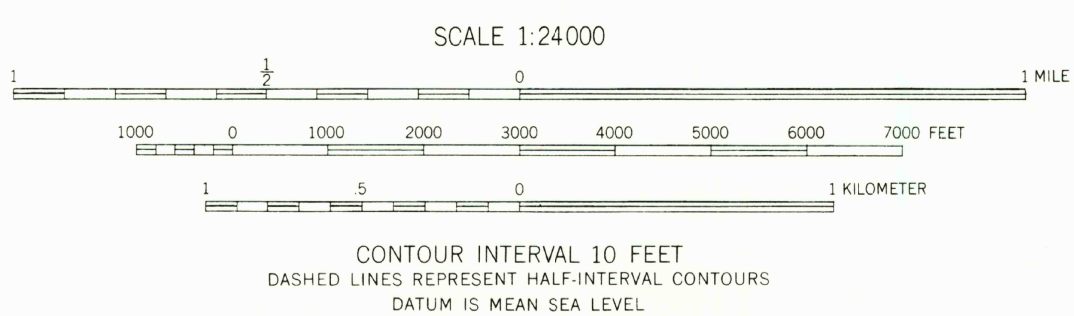 SCALE 1:24000
1 1/2 0 1 MILE
1000 0 1000 2000 3000 4000 5000 6000 7000 FEET
1 .5 0 1 KILOMETER
CONTOUR INTERVAL 10 FEET
DASHED LINES REPRESENT HALF-INTERVAL CONTOURS
DATUM IS MEAN SEA LEVEL